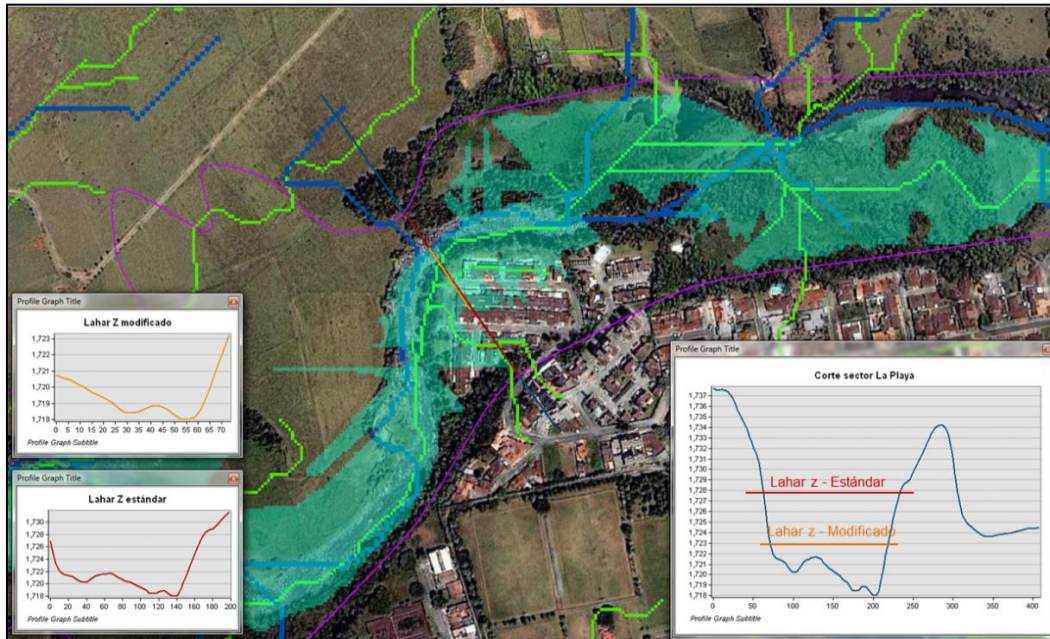 Profile Graph Title
Lahar Z modificado
1,723
1,722
1,721
1,720
1,719
1,718
0 5 10 15 20 25 30 35 40 45 50 55 60 65 70
Profile Graph Subtitle
Profile Graph Title
Lahar Z estándar
1,730
1,728
1,726
1,724
1,722
1,720
1,718
0 20 40 60 80 100 120 140 160 180 200
Profile Graph Subtitle
Profile Graph Title
Corte sector La Playa
1,737
1,736
1,735
1,734
1,733
1,732
1,731
1,730
1,729
1,728
1,727
1,726
1,725
1,724
1,723
1,722
1,721
1,720
1,719
1,718
Lahar z - Estándar
Lahar z - Modificado
0 50 100 150 200 250 300 350 400
Profile Graph Subtitle